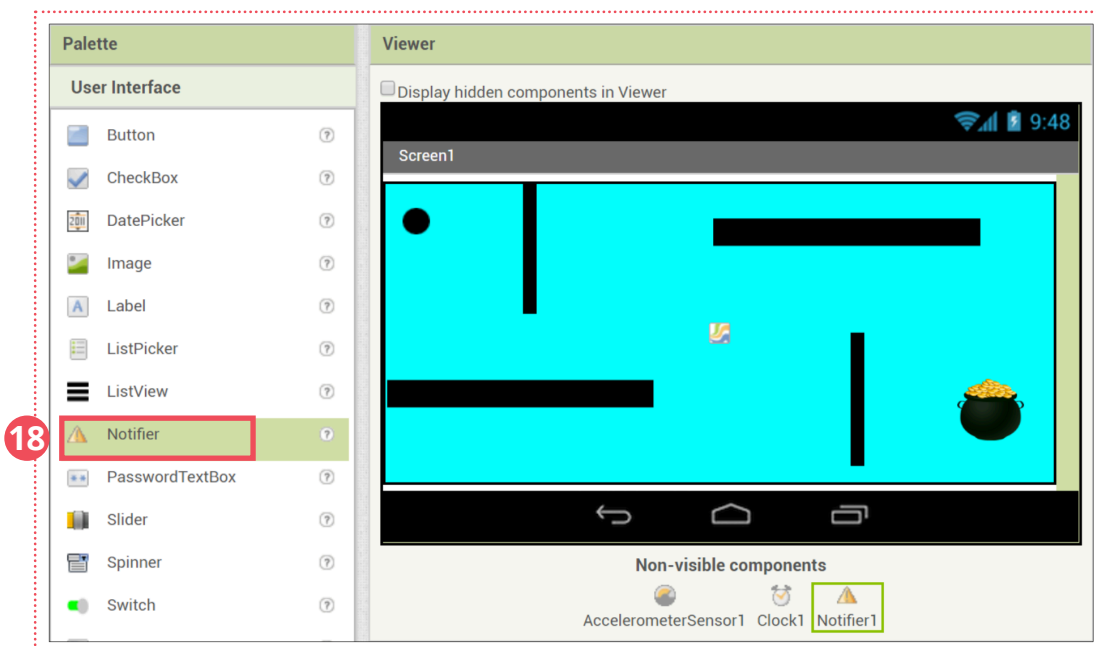 Palette
User Interface
Button
?
CheckBox
?
2011
DatePicker
?
Image
?
A
Label
?
ListPicker
?
ListView
?
18
Notifier
?
PasswordTextBox
?
Slider
?
Spinner
?
Switch
?
Viewer
Display hidden components in Viewer
9:48
Screen1
Non-visible components
AccelerometerSensor1 Clock1 Notifier1